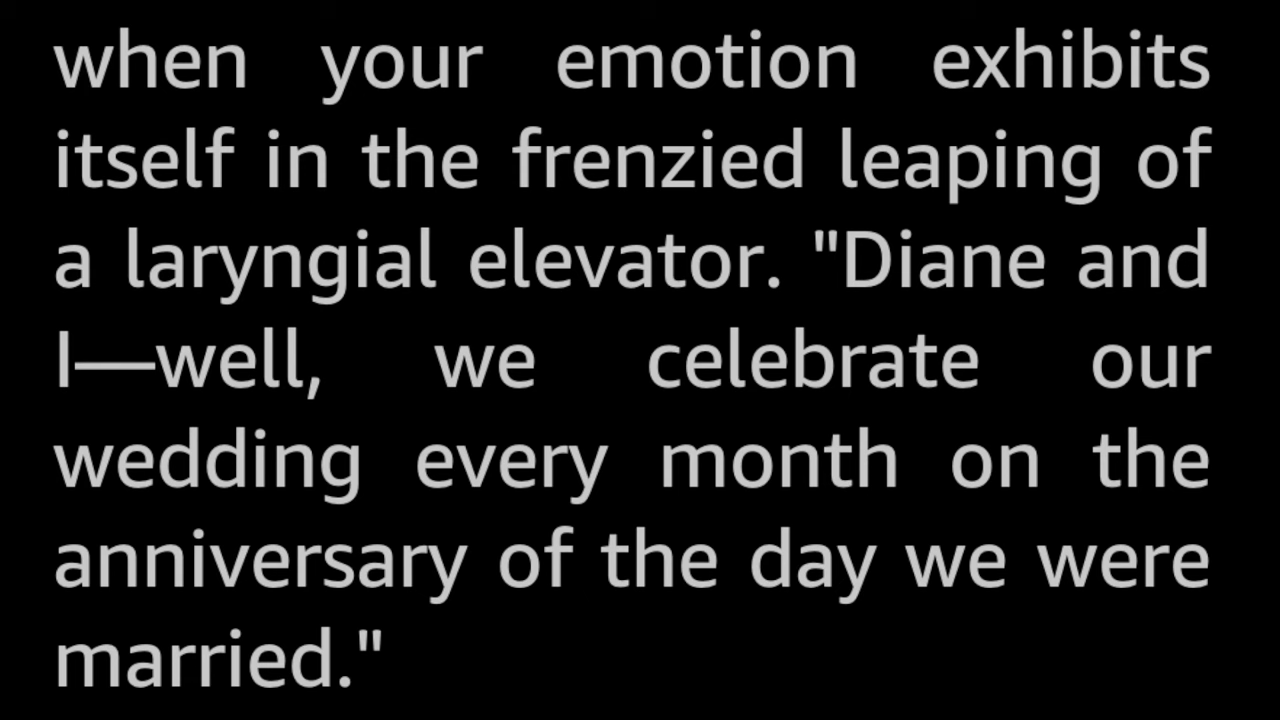 when your emotion exhibits
itself in the frenzied leaping of
a laryngial elevator. "Diane and
I—well, we celebrate our
wedding every month on the
anniversary of the day we were
married."